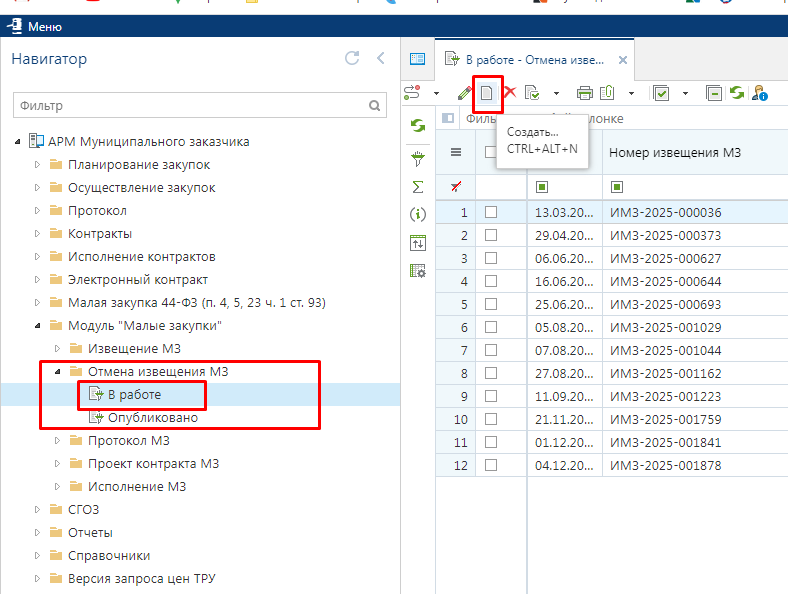 Меню
Навигатор
Фильтр
АРМ Муниципального заказчика
Планирование закупок
Осуществление закупок
Протокол
Контракты
Исполнение контрактов
Электронный контракт
Малая закупка 44-ФЗ (п. 4, 5, 23 ч. 1 ст. 93)
Модуль "Малые закупки"
Извещение МЗ
Отмена извещения МЗ
В работе
Опубликовано
Протокол МЗ
Проект контракта МЗ
Исполнение МЗ
СГОЗ
Отчеты
Справочники
Версия запроса цен ТРУ
В работе - Отмена изве...
Создать...
CTRL+ALT+N
Номер извещения МЗ
1 13.03.20... ИМЗ-2025-000036
2 29.04.20... ИМЗ-2025-000373
3 06.06.20... ИМЗ-2025-000627
4 16.06.20... ИМЗ-2025-000644
5 25.06.20... ИМЗ-2025-000693
6 05.08.20... ИМЗ-2025-001029
7 07.08.20... ИМЗ-2025-001044
8 27.08.20... ИМЗ-2025-001162
9 11.09.20... ИМЗ-2025-001223
10 21.11.20... ИМЗ-2025-001759
11 01.12.20... ИМЗ-2025-001841
12 04.12.20... ИМЗ-2025-001878